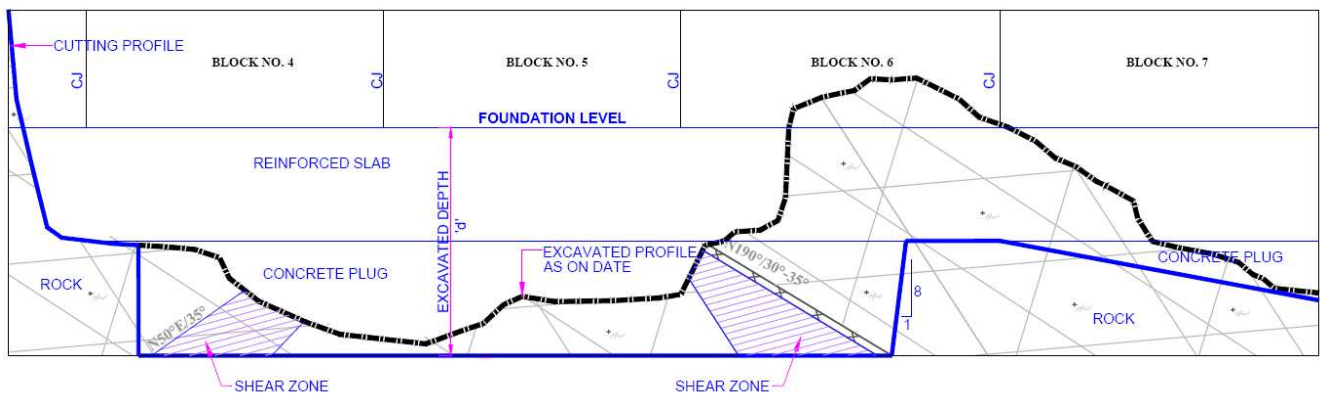 CUTTING PROFILE
BLOCK NO. 4
BLOCK NO. 5
BLOCK NO. 6
BLOCK NO. 7
CJ
CJ
CJ
CJ
FOUNDATION LEVEL
REINFORCED SLAB
EXCAVATED DEPTH
'd'
EXCAVATED PROFILE
AS ON DATE
CONCRETE PLUG
CONCRETE PLUG
ROCK
N50°E/35°
N190°/30°-35°
8
1
ROCK
SHEAR ZONE
SHEAR ZONE